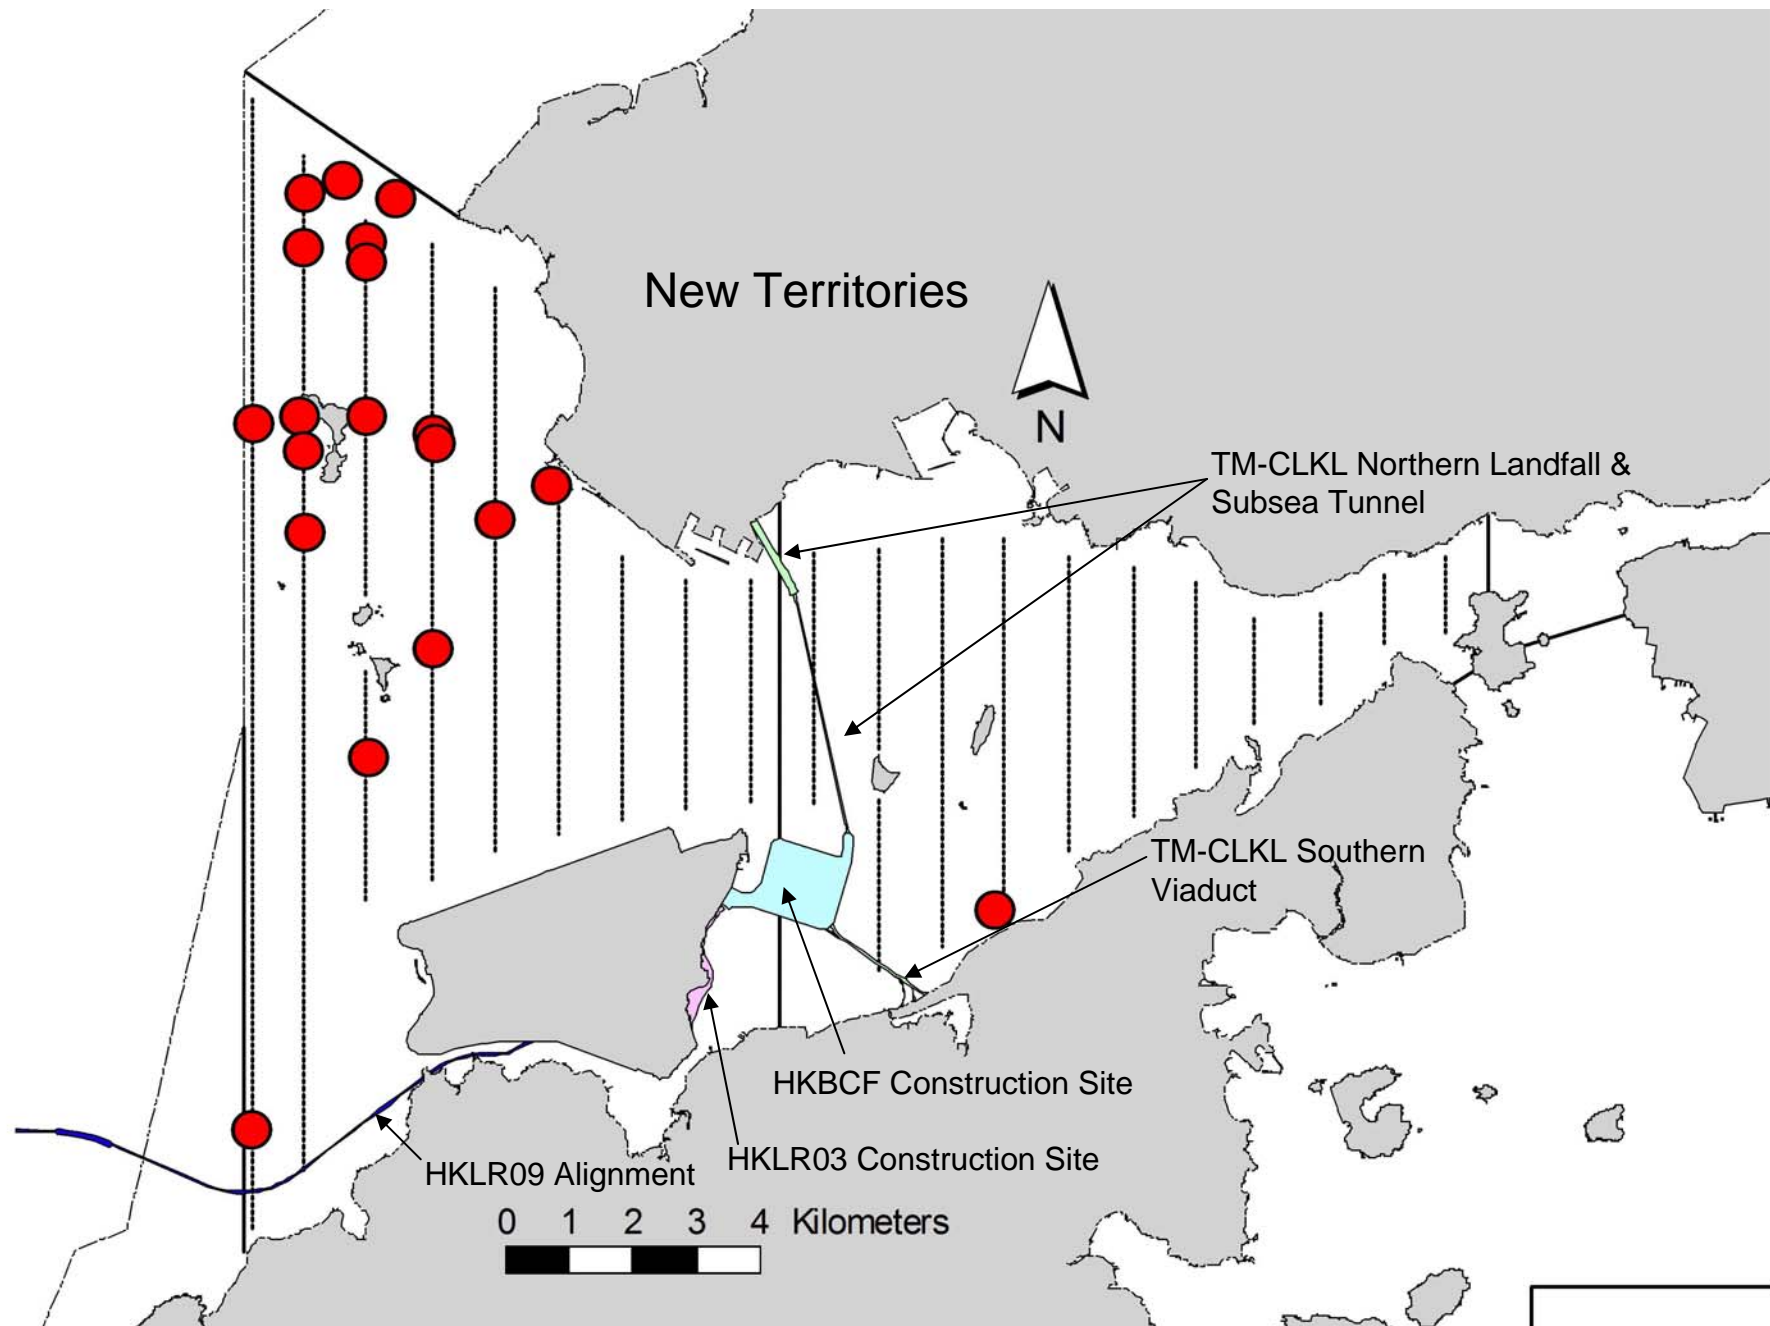 New Territories
N
TM-CLKL Northern Landfall &
Subsea Tunnel
TM-CLKL Southern
Viaduct
HKBCF Construction Site
HKLR03 Construction Site
HKLR09 Alignment
0 1 2 3 4 Kilometers